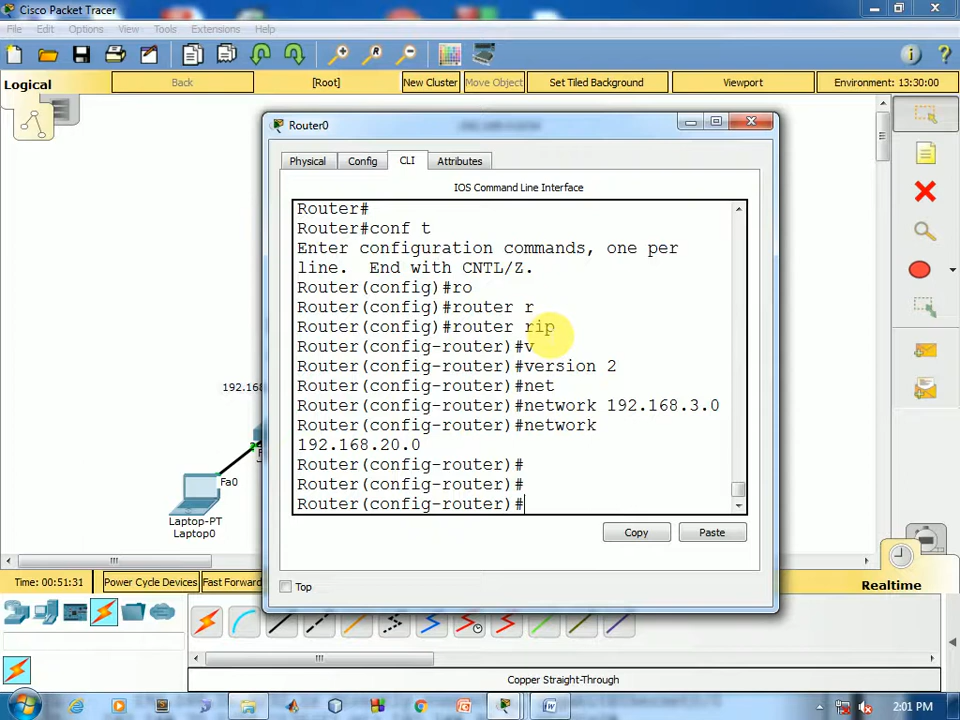 Cisco Packet Tracer
File Edit Options View Tools Extensions Help
Logical Back [Root] New Cluster Move Object Set Tiled Background Viewport Environment: 13:30:00
Router0
Physical Config CLI Attributes
IOS Command Line Interface
Router#
Router#conf t
Enter configuration commands, one per
line.  End with CNTL/Z.
Router(config)#ro
Router(config)#router r
Router(config)#router rip
Router(config-router)#v
Router(config-router)#version 2
Router(config-router)#net
Router(config-router)#network 192.168.3.0
Router(config-router)#network
192.168.20.0
Router(config-router)#
Router(config-router)#
Router(config-router)#
Copy Paste
Top
192.168
Fa0
Laptop-PT
Laptop0
Time: 00:51:31 Power Cycle Devices Fast Forward Realtime
Copper Straight-Through
2:01 PM